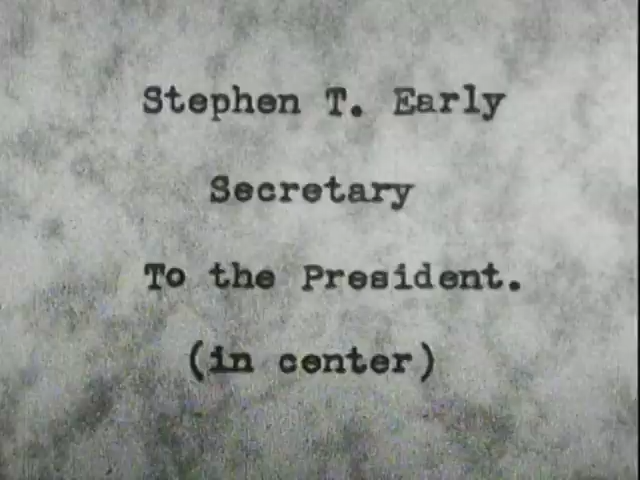 Stephen T. Early
Secretary
To the President.
(in center)